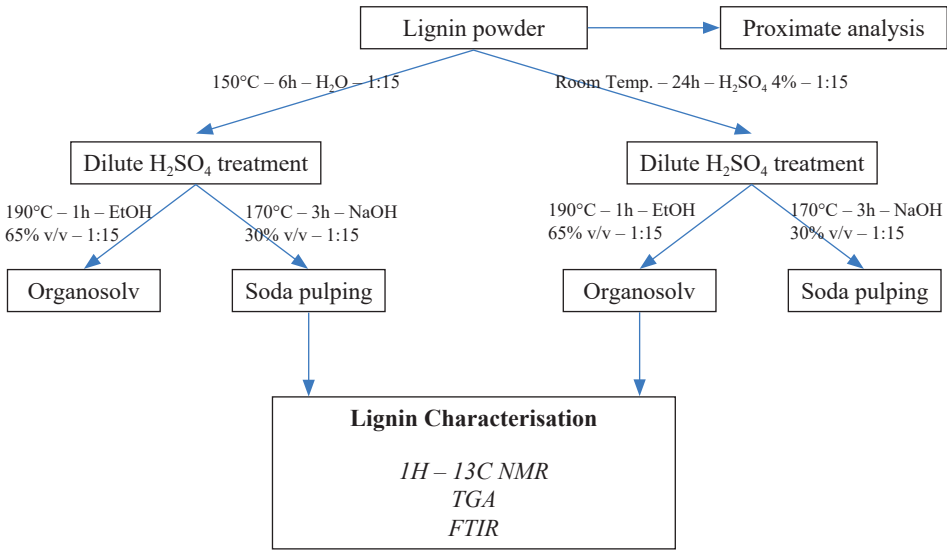 Lignin powder
Proximate analysis
150°C – 6h – H₂O – 1:15
Room Temp. – 24h – H₂SO₄ 4% – 1:15
Dilute H₂SO₄ treatment
Dilute H₂SO₄ treatment
190°C – 1h – EtOH
65% v/v – 1:15
170°C – 3h – NaOH
30% v/v – 1:15
190°C – 1h – EtOH
65% v/v – 1:15
170°C – 3h – NaOH
30% v/v – 1:15
Organosolv
Soda pulping
Organosolv
Soda pulping
Lignin Characterisation
1H – 13C NMR
TGA
FTIR